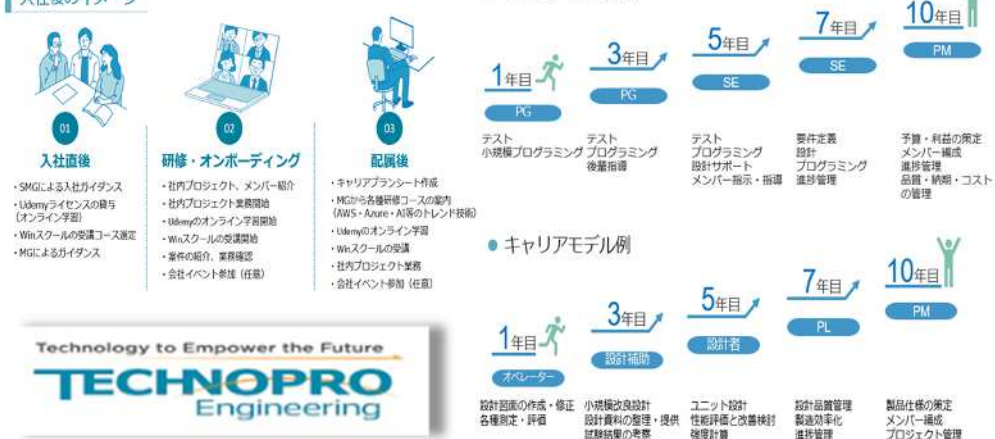 入社後のイメージ
01
入社直後
・SMGによる入社ガイダンス
・Udemyライセンスの貸与
（オンライン学習）
・Winスクールの受講コース選定
・MGによるガイダンス
02
研修・オンボーディング
・社内プロジェクト、メンバー紹介
・社内プロジェクト業務開始
・Udemyのオンライン学習開始
・Winスクールの受講開始
・案件の紹介、業務確認
・会社イベント参加（任意）
03
配属後
・キャリアプランシート作成
・MGから各種研修コースの案内
（AWS・Azure・AI等のトレンド技術）
・Udemyのオンライン学習
・Winスクールの受講
・社内プロジェクト業務
・会社イベント参加（任意）
Technology to Empower the Future
TECHNOPRO
Engineering
1年目
PG
テスト
小規模プログラミング
3年目
PG
テスト
プログラミング
後輩指導
5年目
SE
テスト
プログラミング
設計サポート
メンバー指示・指導
7年目
SE
要件定義
設計
プログラミング
進捗管理
10年目
PM
予算・利益の策定
メンバー編成
進捗管理
品質・納期・コスト
の管理
● キャリアモデル例
1年目
オペレーター
設計図面の作成・修正
各種測定・評価
3年目
設計補助
小規模改良設計
設計資料の整理・提供
試験結果の考察
5年目
設計者
ユニット設計
性能評価と改善検討
強度計算
7年目
PL
設計品質管理
製造効率化
進捗管理
10年目
PM
製品仕様の策定
メンバー編成
プロジェクト管理